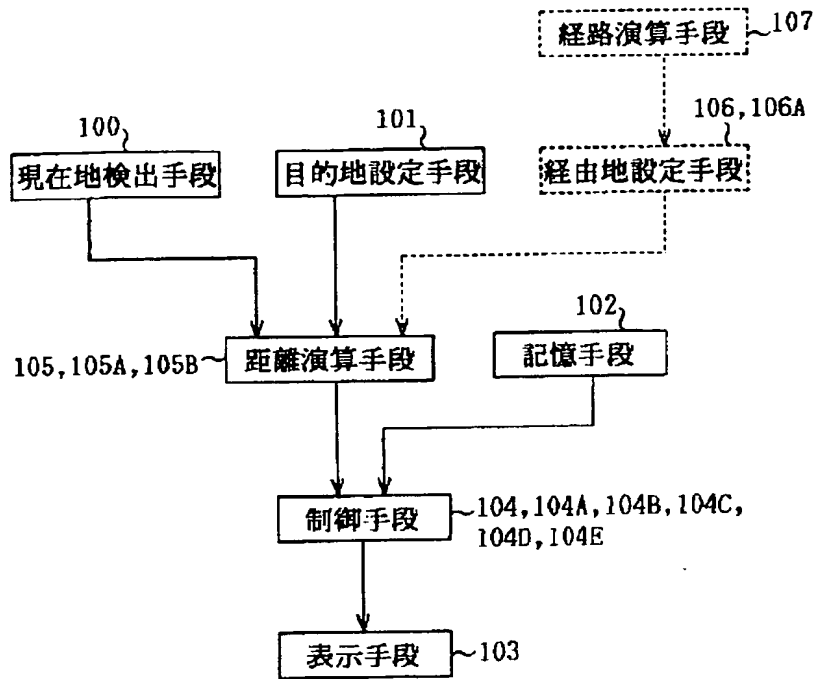 経路演算手段
107
106,106A
100
101
現在地検出手段
目的地設定手段
経由地設定手段
102
105,105A,105B
距離演算手段
記憶手段
制御手段
104,104A,104B,104C,
104D,104E
表示手段
103